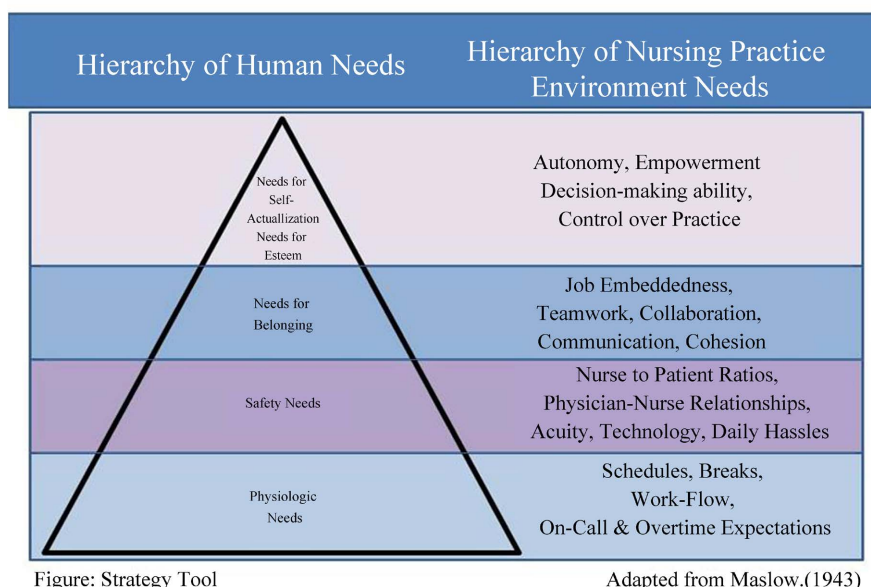 Hierarchy of Human Needs
Hierarchy of Nursing Practice
Environment Needs
Needs for
Self-
Actuallization
Needs for
Esteem
Autonomy, Empowerment
Decision-making ability,
Control over Practice
Needs for
Belonging
Job Embeddedness,
Teamwork, Collaboration,
Communication, Cohesion
Safety Needs
Nurse to Patient Ratios,
Physician-Nurse Relationships,
Acuity, Technology, Daily Hassles
Physiologic
Needs
Schedules, Breaks,
Work-Flow,
On-Call & Overtime Expectations
Figure: Strategy Tool
Adapted from Maslow.(1943)